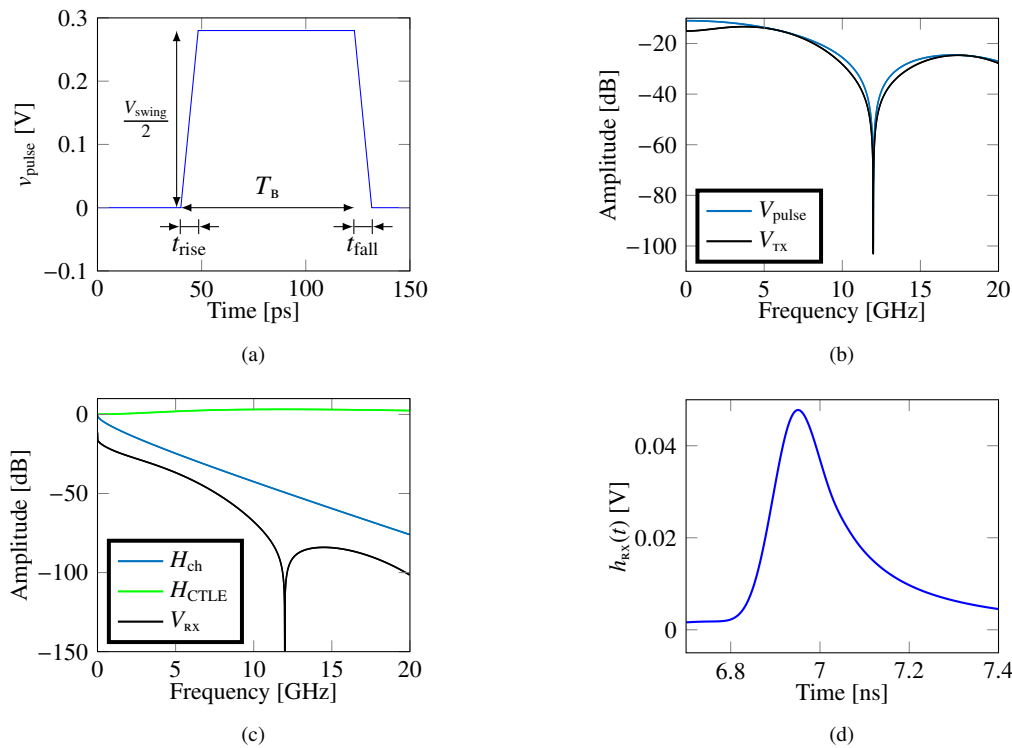 0.3
0.2
0.1
0
−0.1
v_pulse [V]
V_swing/2
T_B
t_rise
t_fall
0 50 100 150
Time [ps]
(a)
−20
−40
−60
−80
−100
Amplitude [dB]
V_pulse
V_TX
0 5 10 15 20
Frequency [GHz]
(b)
0
−50
−100
−150
Amplitude [dB]
H_ch
H_CTLE
V_RX
0 5 10 15 20
Frequency [GHz]
(c)
0.04
0.02
0
h_RX(t) [V]
6.8 7 7.2 7.4
Time [ns]
(d)